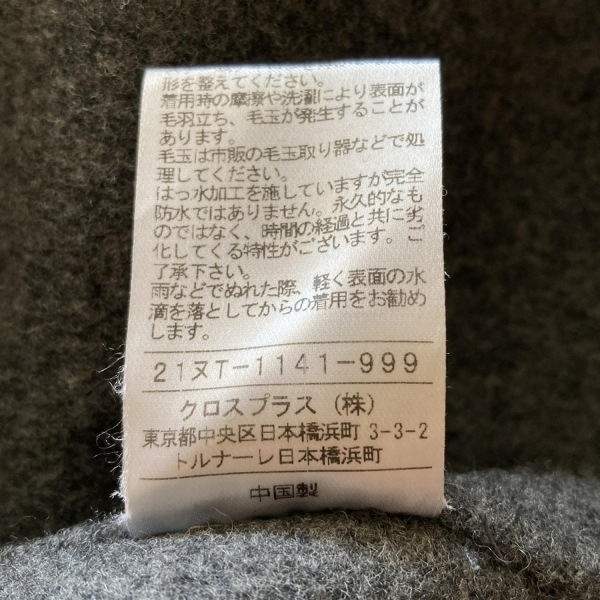 形を整えてください。
着用時の摩擦や洗濯により表面が
毛羽立ち、毛玉が発生することが
あります。
毛玉は市販の毛玉取り器などで処
理してください。
はっ水加工を施していますが完全
防水ではありません。永久的なも
のではなく、時間の経過と共に劣
化してくる特性がございます。ご
了承下さい。
雨などでぬれた際、軽く表面の水
滴を落としてからの着用をお勧め
します。
21ヌT-1141-999
クロスプラス(株)
東京都中央区日本橋浜町 3-3-2
トルナーレ日本橋浜町
中国製